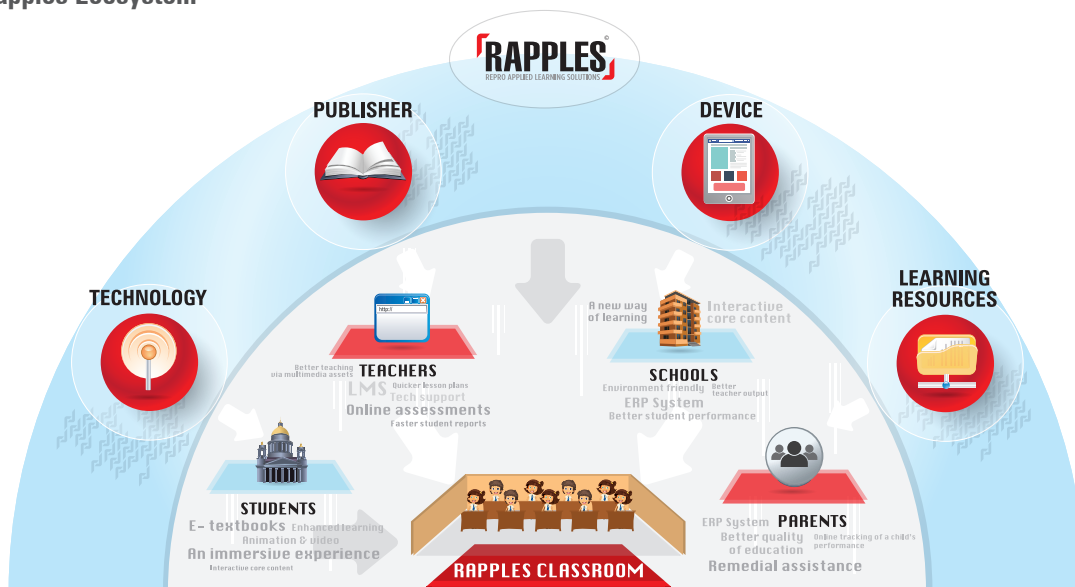 Rapples Ecosystem
RAPPLES©
REPRO APPLIED LEARNING SOLUTIONS
PUBLISHER
DEVICE
TECHNOLOGY
LEARNING
RESOURCES
http://
A new way
of learning
Interactive
core content
Better teaching
via multimedia assets
TEACHERS
LMS
Quicker lesson plans
Tech support
Online assessments
Faster student reports
SCHOOLS
Environment friendly
Better
teacher output
ERP System
Better student performance
STUDENTS
E- textbooks
Enhanced learning
Animation & video
An immersive experience
Interactive care content
ERP System
PARENTS
Better quality
of education
Online tracking of a child's
performance
Remedial assistance
RAPPLES CLASSROOM